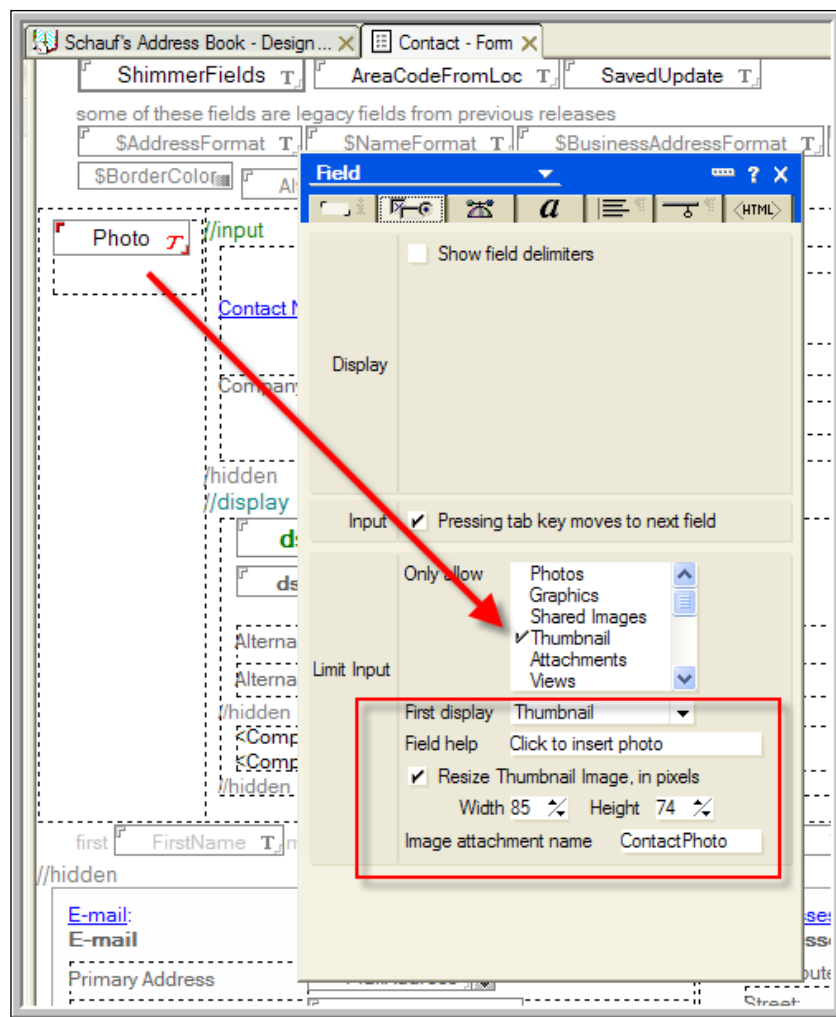 Schauf's Address Book - Design ...
Contact - Form
ShimmerFields T
AreaCodeFromLoc T
SavedUpdate T
some of these fields are legacy fields from previous releases
$AddressFormat T
$NameFormat T
$BusinessAddressFormat T
$BorderColor
Field
? X
a
<HTML>
Photo T
//input
Show field delimiters
Contact
Display
/hidden
//display
Input
Pressing tab key moves to next field
Limit Input
Only allow
Photos
Graphics
Shared Images
Thumbnail
Attachments
Views
First display Thumbnail
Field help Click to insert photo
Resize Thumbnail Image, in pixels
Width 85 Height 74
Image attachment name ContactPhoto
/hidden
<Comp
<Comp
//hidden
first FirstName T
//hidden
E-mail:
E-mail
Primary Address
Street: